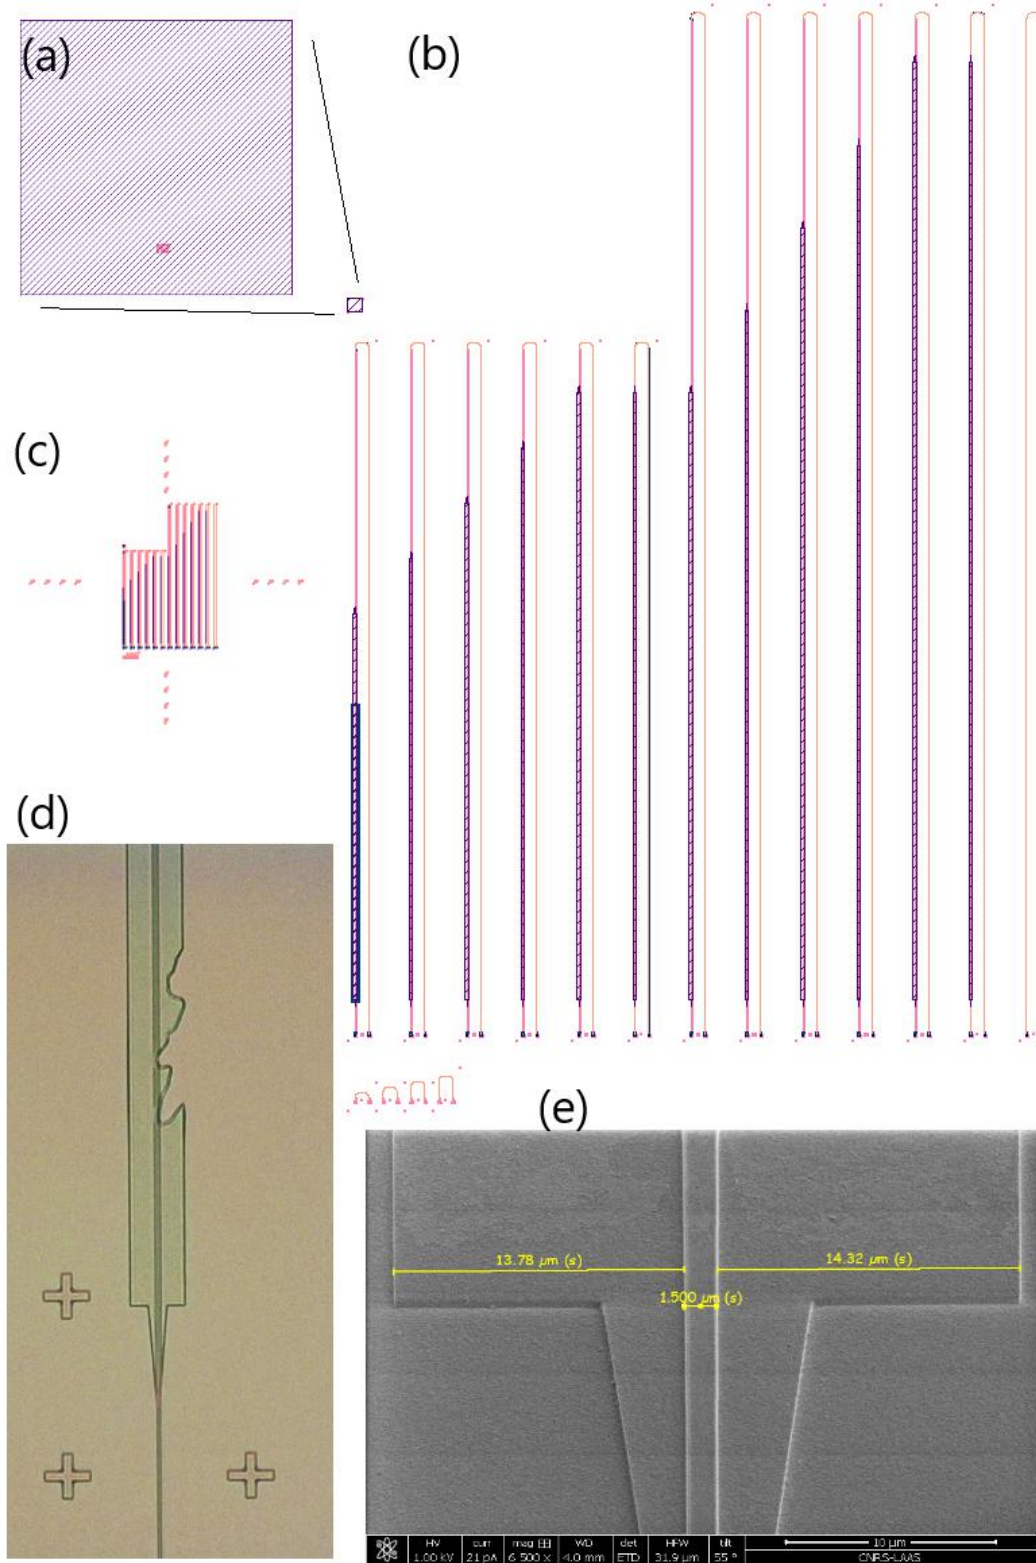 (a)
(b)
(c)
(d)
(e)
13.78 µm (s)
14.32 µm (s)
1.500 µm (s)
HV
curr
mag
WD
det
HFW
tilt
10 µm
1.00 kV
21 pA
6 500 x
4.0 mm
ETD
31.9 µm
55 °
CNRS-LAAS